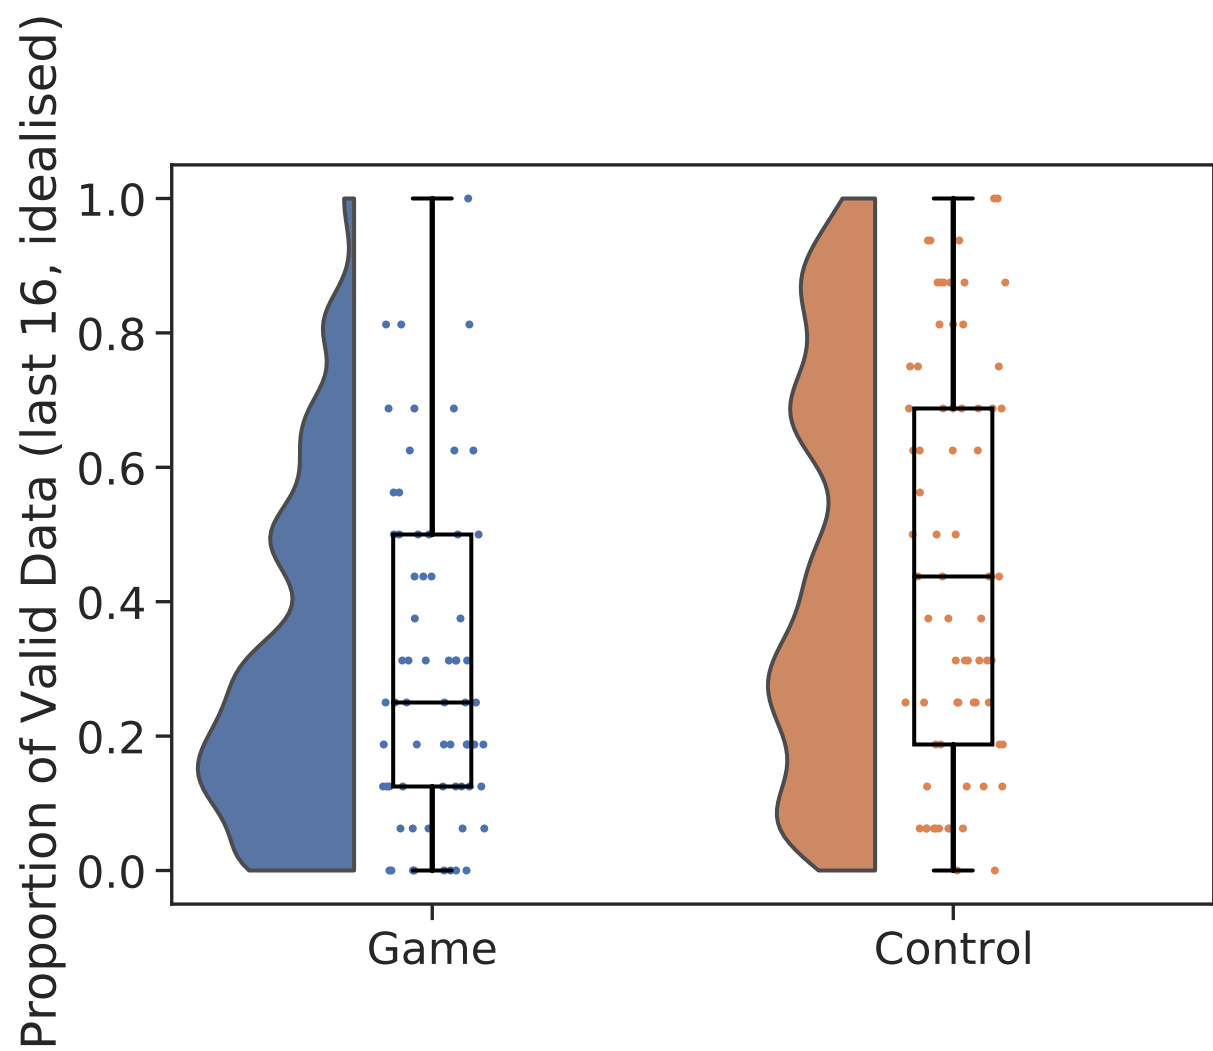 Proportion of Valid Data (last 16, idealised)
1.0
0.8
0.6
0.4
0.2
0.0
Game
Control